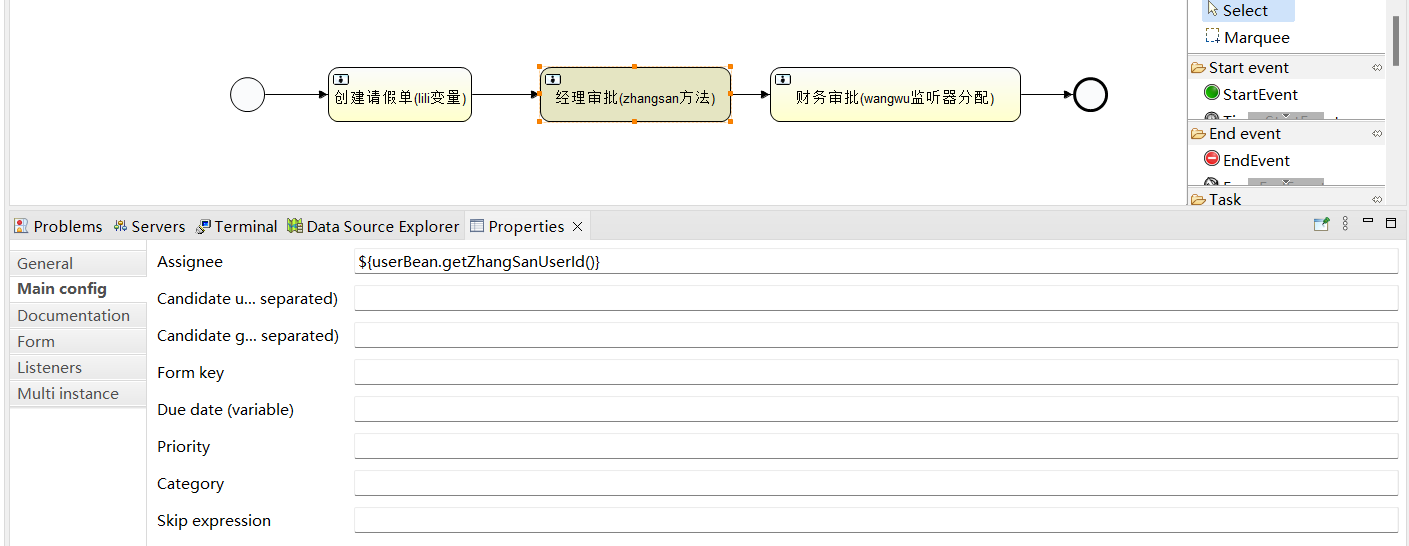 Select
Marquee
Start event
StartEvent
End event
EndEvent
Task
创建请假单(lili变量)
经理审批(zhangsan方法)
财务审批(wangwu监听器分配)
Problems
Servers
Terminal
Data Source Explorer
Properties
General
Main config
Documentation
Form
Listeners
Multi instance
Assignee
${userBean.getZhangSanUserId()}
Candidate u... separated)
Candidate g... separated)
Form key
Due date (variable)
Priority
Category
Skip expression